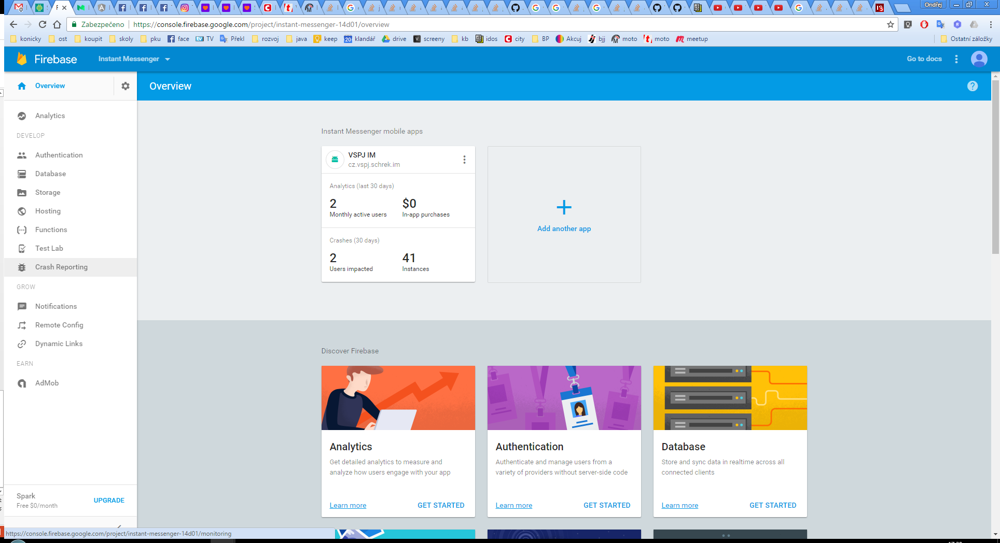 Ondřej
Zabezpečeno
https://console.firebase.google.com/project/instant-messenger-14d01/overview
konicky ost koupit skoly pku face TV Překl rozvoj java keep klandář drive screeny kb idos city BP Akcuj bjj moto moto meetup Ostatní záložky
Firebase Instant Messenger Go to docs
Overview
Overview
Analytics
DEVELOP
Authentication
Database
Storage
Hosting
Functions
Test Lab
Crash Reporting
GROW
Notifications
Remote Config
Dynamic Links
EARN
AdMob
Spark
Free $0/month
UPGRADE
Instant Messenger mobile apps
VSPJ IM
cz.vspj.schrek.im
Analytics (last 30 days)
2 $0
Monthly active users In-app purchases
Crashes (30 days)
2 41
Users impacted Instances
Add another app
Discover Firebase
Analytics
Get detailed analytics to measure and
analyze how users engage with your app
Learn more GET STARTED
Authentication
Authenticate and manage users from a
variety of providers without server-side code
Learn more GET STARTED
Database
Store and sync data in realtime across all
connected clients
Learn more GET STARTED
https://console.firebase.google.com/project/instant-messenger-14d01/monitoring